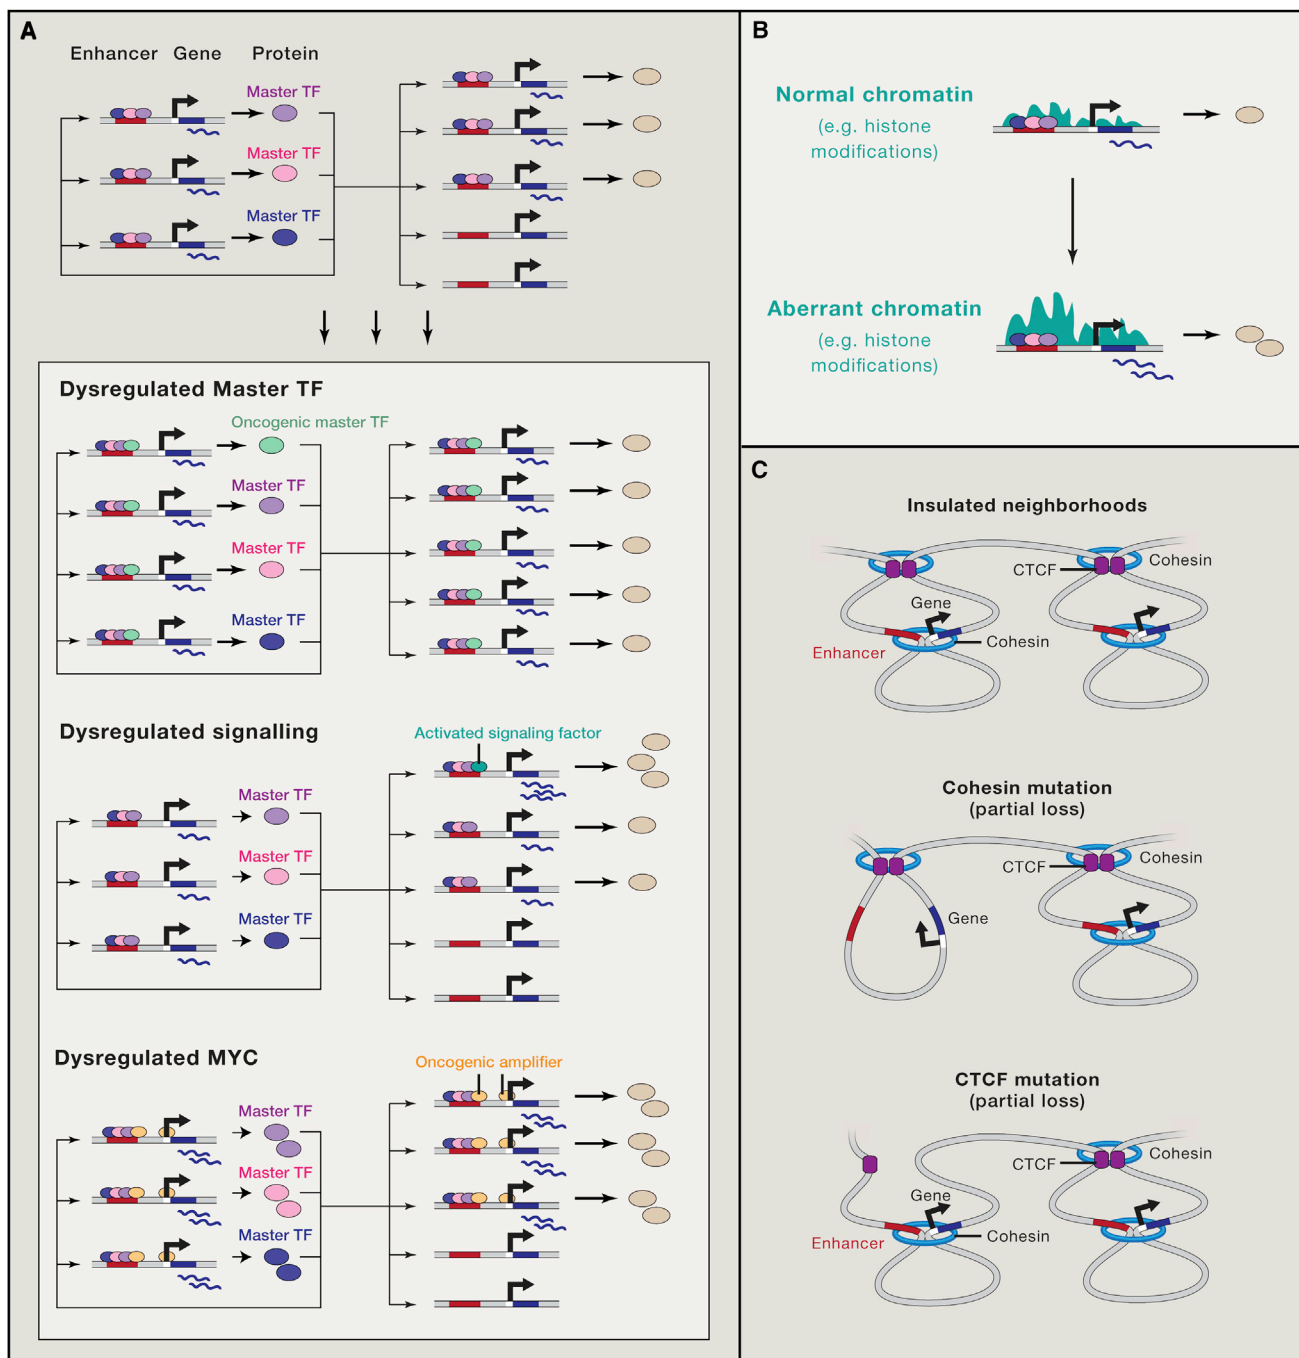 A
Enhancer Gene Protein
Master TF
Master TF
Master TF
Dysregulated Master TF
Oncogenic master TF
Master TF
Master TF
Master TF
Dysregulated signalling
Activated signaling factor
Master TF
Master TF
Master TF
Dysregulated MYC
Oncogenic amplifier
Master TF
Master TF
Master TF
B
Normal chromatin
(e.g. histone
modifications)
Aberrant chromatin
(e.g. histone
modifications)
C
Insulated neighborhoods
CTCF
Cohesin
Gene
Enhancer
Cohesin
Cohesin mutation
(partial loss)
CTCF
Cohesin
Gene
CTCF mutation
(partial loss)
CTCF
Cohesin
Gene
Enhancer
Cohesin